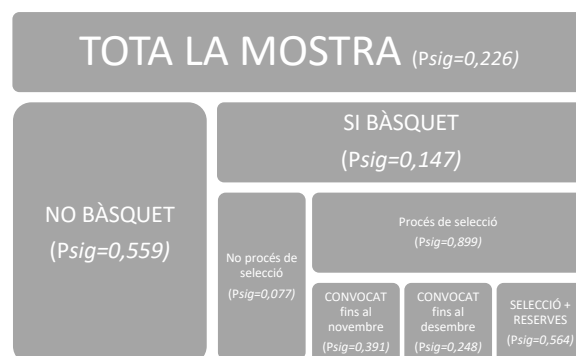 TOTA LA MOSTRA (Psig=0,226)
NO BÀSQUET
(Psig=0,559)
SI BÀSQUET
(Psig=0,147)
No procés de
selecció
(Psig=0,077)
Procés de selecció
(Psig=0,899)
CONVOCAT
fins al
novembre
(Psig=0,391)
CONVOCAT
fins al
desembre
(Psig=0,248)
SELECCIÓ +
RESERVES
(Psig=0,564)